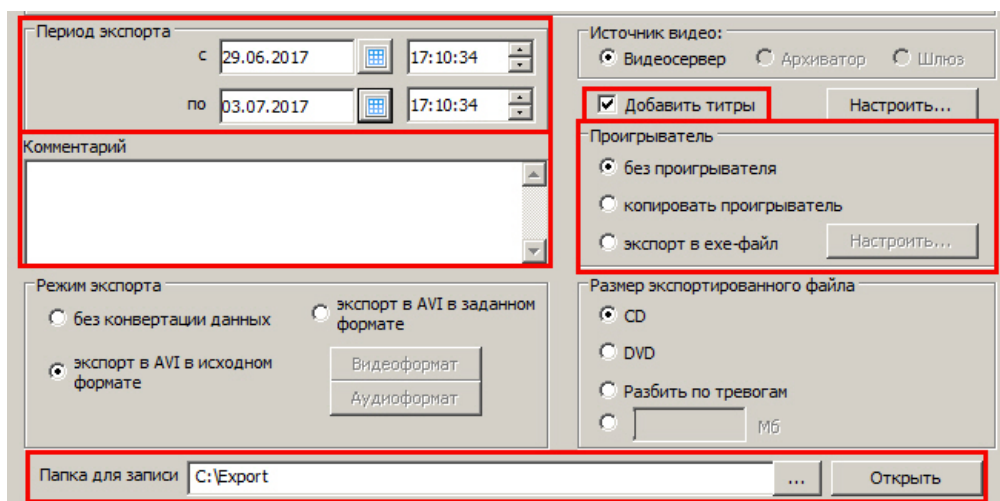 Период экспорта
с 29.06.2017 17:10:34
по 03.07.2017 17:10:34
Комментарий
Источник видео:
Видеосервер Архиватор Шлюз
Добавить титры Настроить...
Проигрыватель
без проигрывателя
копировать проигрыватель
экспорт в exe-файл Настроить...
Режим экспорта
без конвертации данных
экспорт в AVI в заданном
формате
экспорт в AVI в исходном
формате
Видеоформат
Аудиоформат
Размер экспортированного файла
CD
DVD
Разбить по тревогам
Мб
Папка для записи C:\Export ... Открыть